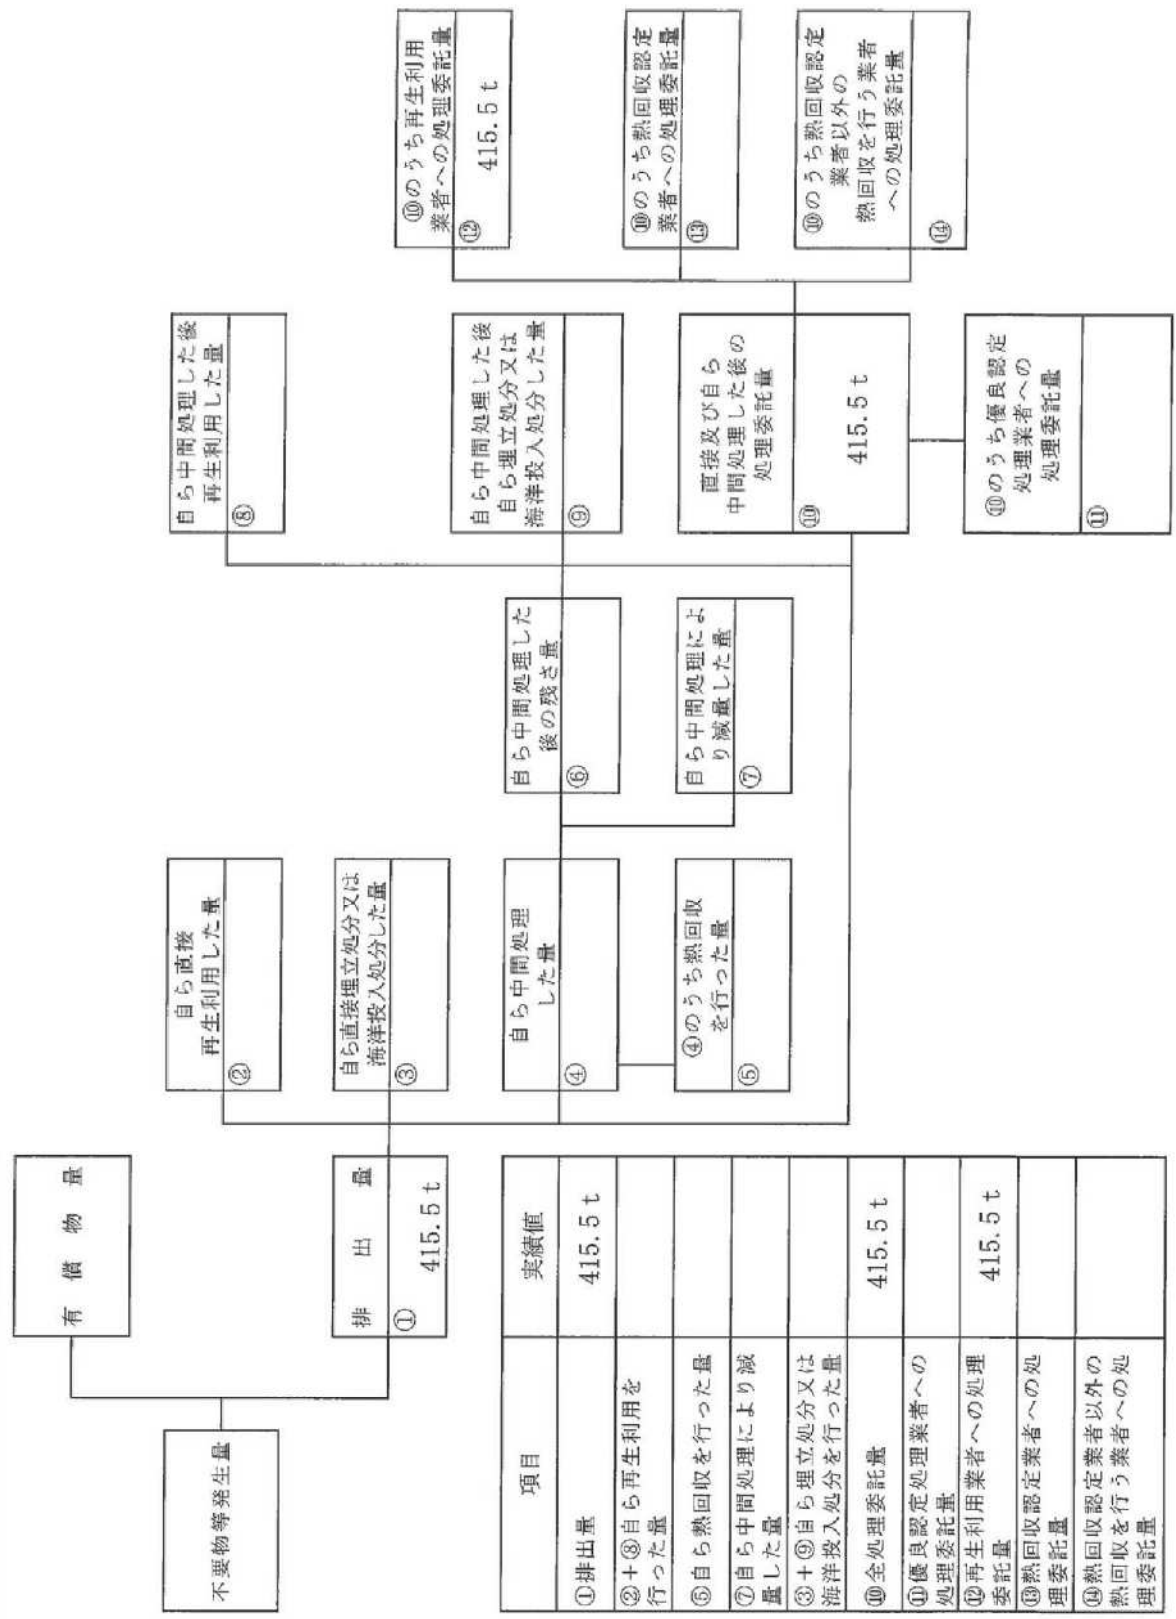 不要物等発生量
有 償 物 量
排 出 量
①
415.5 t
自ら直接
再生利用した量
②
自ら直接埋立処分又は
海洋投入処分した量
③
自ら中間処理
した量
④
④のうち熱回収
を行った量
⑤
自ら中間処理した
後の残さ量
⑥
自ら中間処理によ
り減量した量
⑦
自ら中間処理した後
再生利用した量
⑧
自ら中間処理した後
自ら埋立処分又は
海洋投入処分した量
⑨
直接及び自ら
中間処理した後の
処理委託量
⑩
415.5 t
⑩のうち優良認定
処理業者への
処理委託量
⑪
⑩のうち再生利用
業者への処理委託量
⑫
415.5 t
⑩のうち熱回収認定
業者への処理委託量
⑬
⑩のうち熱回収認定
業者以外の
熱回収を行う業者
への処理委託量
⑭
項目 実績値
①排出量 415.5 t
②+⑧自ら再生利用を
行った量
⑤自ら熱回収を行った量
⑦自ら中間処理により減
量した量
③+⑨自ら埋立処分又は
海洋投入処分を行った量
⑩全処理委託量 415.5 t
⑪優良認定処理業者への
処理委託量
⑫再生利用業者への処理
委託量 415.5 t
⑬熱回収認定業者への処
理委託量
⑭熱回収認定業者以外の
熱回収を行う業者への処
理委託量